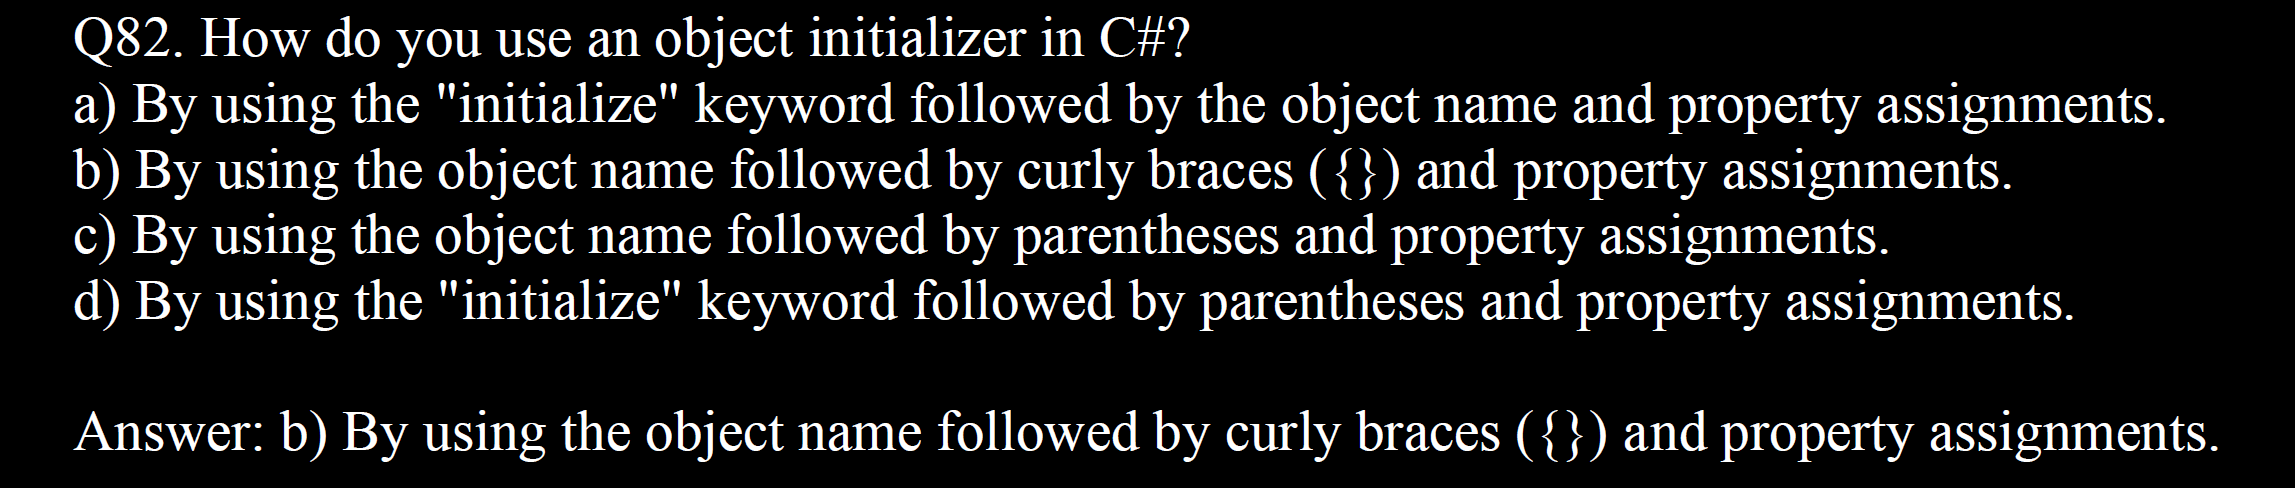 Q82. How do you use an object initializer in C#?
a) By using the "initialize" keyword followed by the object name and property assignments.
b) By using the object name followed by curly braces ({}) and property assignments.
c) By using the object name followed by parentheses and property assignments.
d) By using the "initialize" keyword followed by parentheses and property assignments.
Answer: b) By using the object name followed by curly braces ({}) and property assignments.